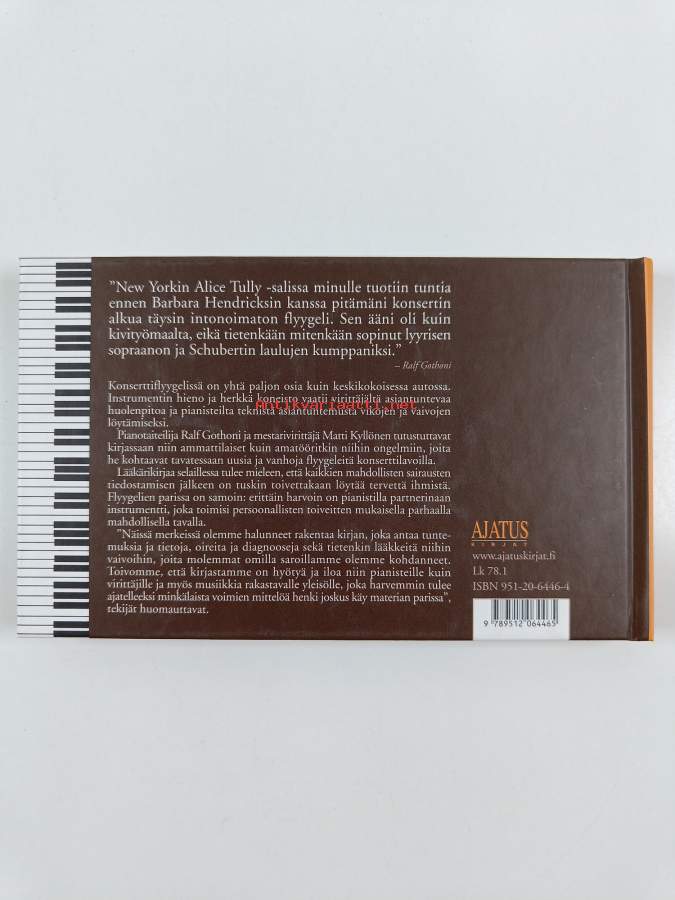 ”New Yorkin Alice Tully -salissa minulle tuotiin tuntia
ennen Barbara Hendricksin kanssa pitämäni konsertin
alkua täysin intonoimaton flyygeli. Sen ääni oli kuin
kivityömaalta, eikä tietenkään mitenkään sopinut lyyrisen
sopraanon ja Schubertin laulujen kumppaniksi.”
– Ralf Gothoni
Konserttiflyygelissä on yhtä paljon osia kuin keskikokoisessa autossa.
Instrumentin hieno ja herkkä koneisto vaatii virittäjältä asiantuntevaa
huolenpitoa ja pianisteilta teknistä asiantuntemusta vikojen ja vaivojen
löytämiseksi.
Pianotaiteilija Ralf Gothoni ja mestarivirittäjä Matti Kyllönen tutustuttavat
kirjassaan niin ammattilaiset kuin amatööritkin niihin ongelmiin, joita
he kohtaavat tavatessaan uusia ja vanhoja flyygeleitä konserttilavoilla.
Lääkärikirjaa selaillessa tulee mieleen, että kaikkien mahdollisten sairausten
tiedostamisen jälkeen on tuskin toivettakaan löytää tervettä ihmistä.
Flyygelien parissa on samoin: erittäin harvoin on pianistilla partnerinaan
instrumentti, joka toimisi persoonallisten toiveitten mukaisella parhaalla
mahdollisella tavalla.
”Näissä merkeissä olemme halunneet rakentaa kirjan, joka antaa tunte-
muksia ja tietoja, oireita ja diagnooseja sekä tietenkin lääkkeitä niihin
vaivoihin, joita molemmat omilla saroillamme olemme kohdanneet.
Toivomme, että kirjastamme on hyötyä ja iloa niin pianisteille kuin
virittäjille ja myös musiikkia rakastavalle yleisölle, joka harvemmin tulee
ajatelleeksi minkälaista voimien mittelöä henki joskus käy materian parissa”,
tekijät huomauttavat.
antikvariaatti.net
AJATUS
KIRJAT
www.ajatuskirjat.fi
Lk 78.1
ISBN 951-20-6446-4
9 789512 064465